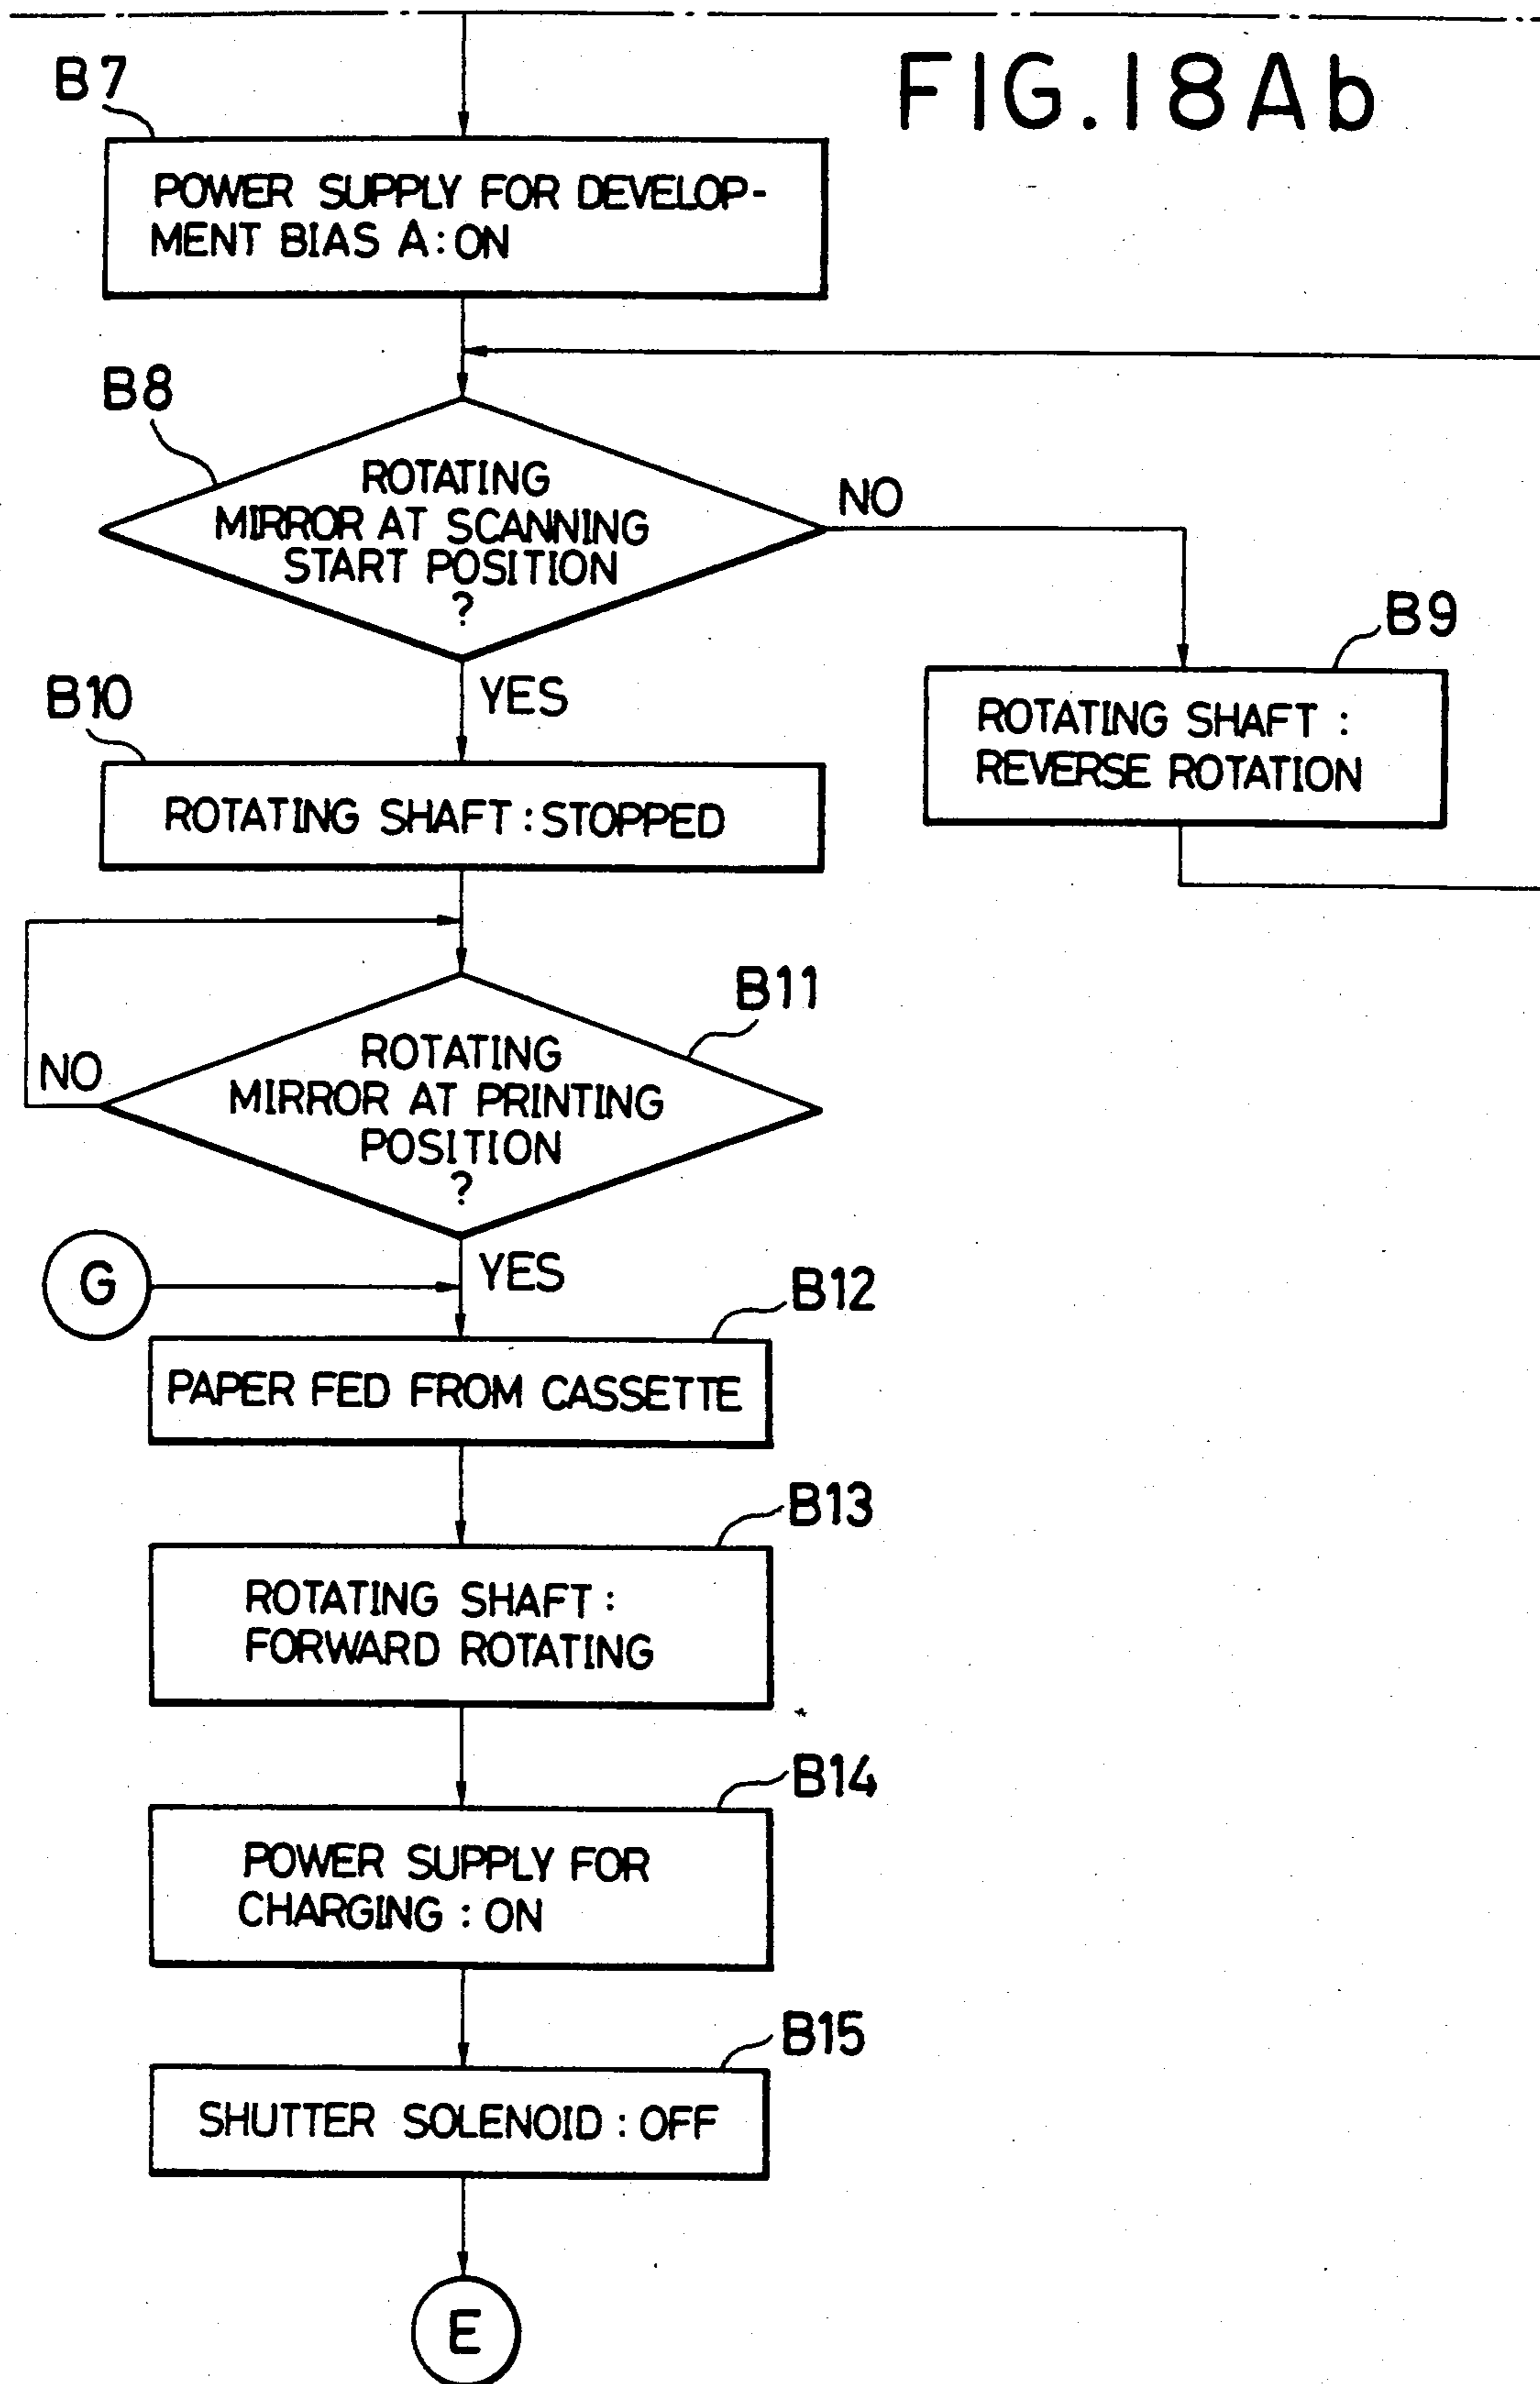 FIG.18Ab
B7
POWER SUPPLY FOR DEVELOP-
MENT BIAS A:ON
B8
ROTATING
MIRROR AT SCANNING
START POSITION
?
NO
YES
B9
ROTATING SHAFT :
REVERSE ROTATION
B10
ROTATING SHAFT : STOPPED
B11
ROTATING
MIRROR AT PRINTING
POSITION
?
NO
YES
G
B12
PAPER FED FROM CASSETTE
B13
ROTATING SHAFT :
FORWARD ROTATING
B14
POWER SUPPLY FOR
CHARGING : ON
B15
SHUTTER SOLENOID : OFF
E